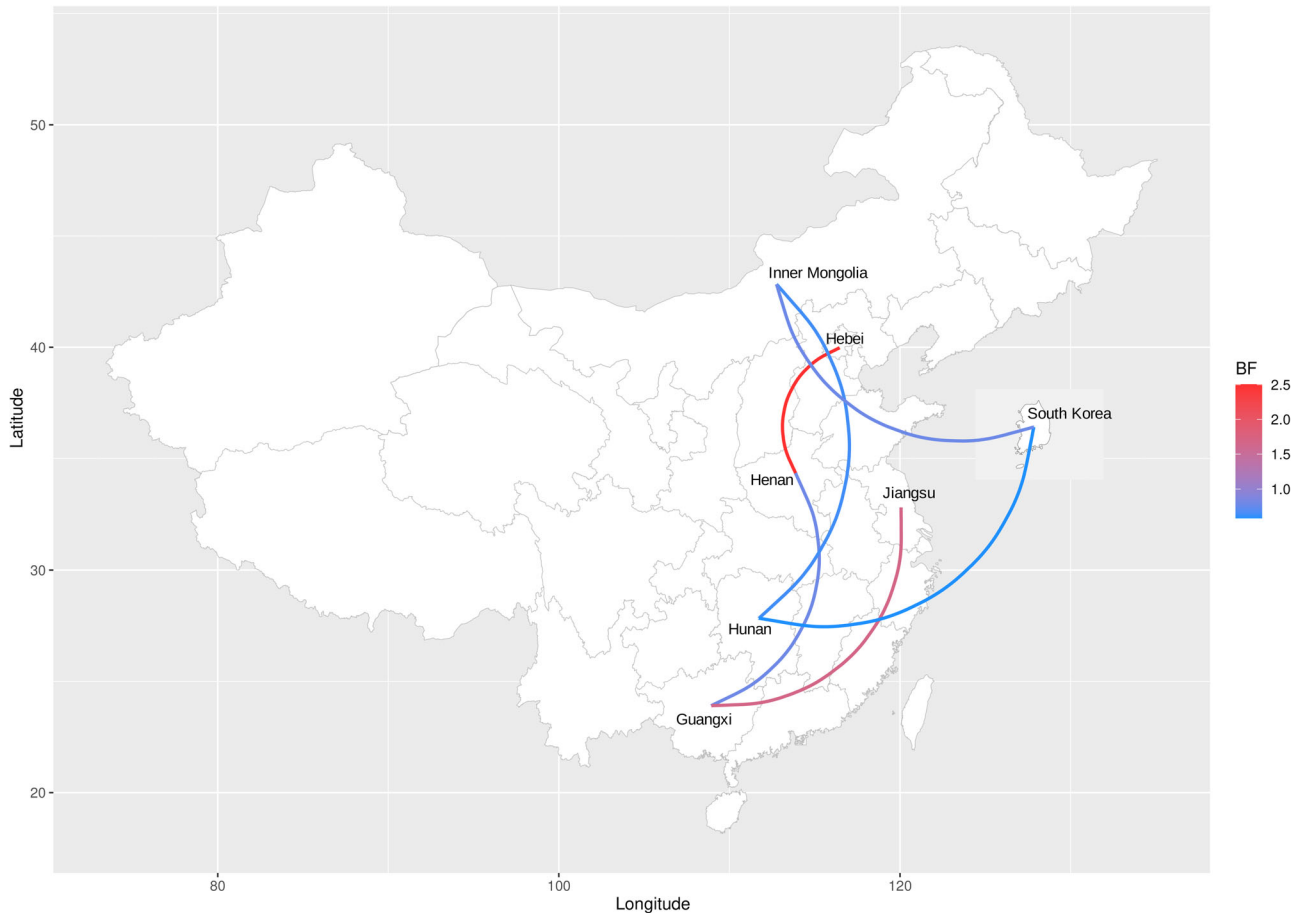 50
Inner Mongolia
40
Hebei
BF
2.5
2.0
1.5
1.0
South Korea
Latitude
Henan
Jiangsu
30
Hunan
Guangxi
20
80
100
120
Longitude